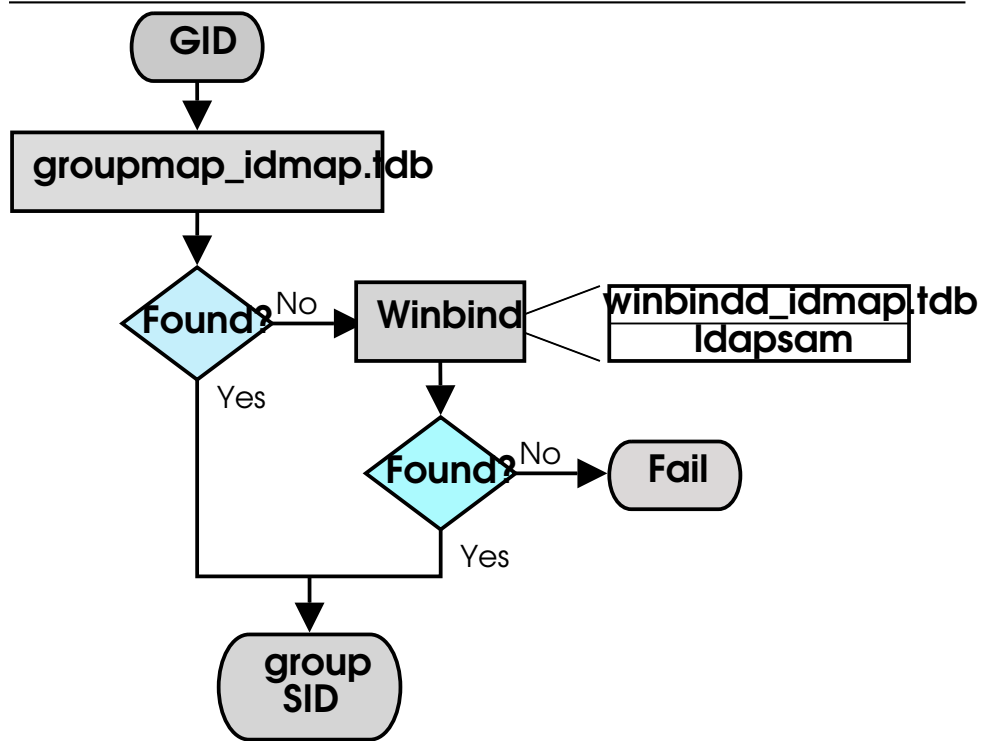 GID
groupmap_idmap.tdb
Found?
No
Winbind
winbindd_idmap.tdb
ldapsam
Yes
Found?
No
Fail
Yes
group
SID